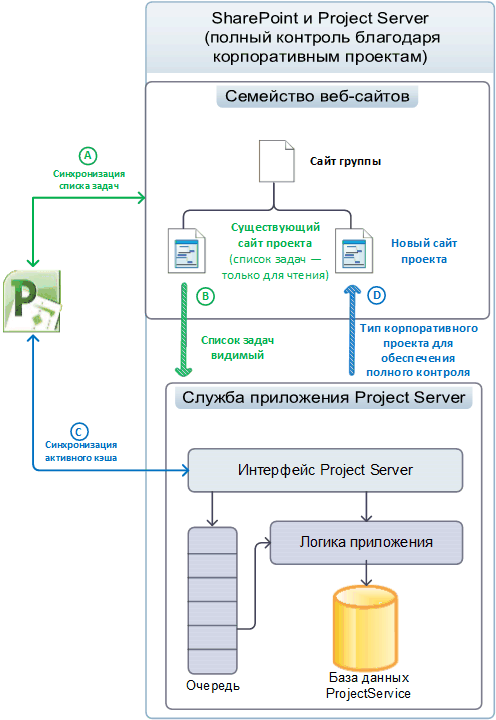 SharePoint и Project Server
(полный контроль благодаря
корпоративным проектам)
Семейство веб-сайтов
A
Синхронизация
списка задач
Сайт группы
Существующий
сайт проекта
(список задач —
только для чтения)
Новый сайт
проекта
B
D
Список задач
видимый
Тип корпоративного
проекта для
обеспечения
полного контроля
P
Служба приложения Project Server
C
Синхронизация
активного кэша
Интерфейс Project Server
Логика приложения
Очередь
База данных
ProjectService